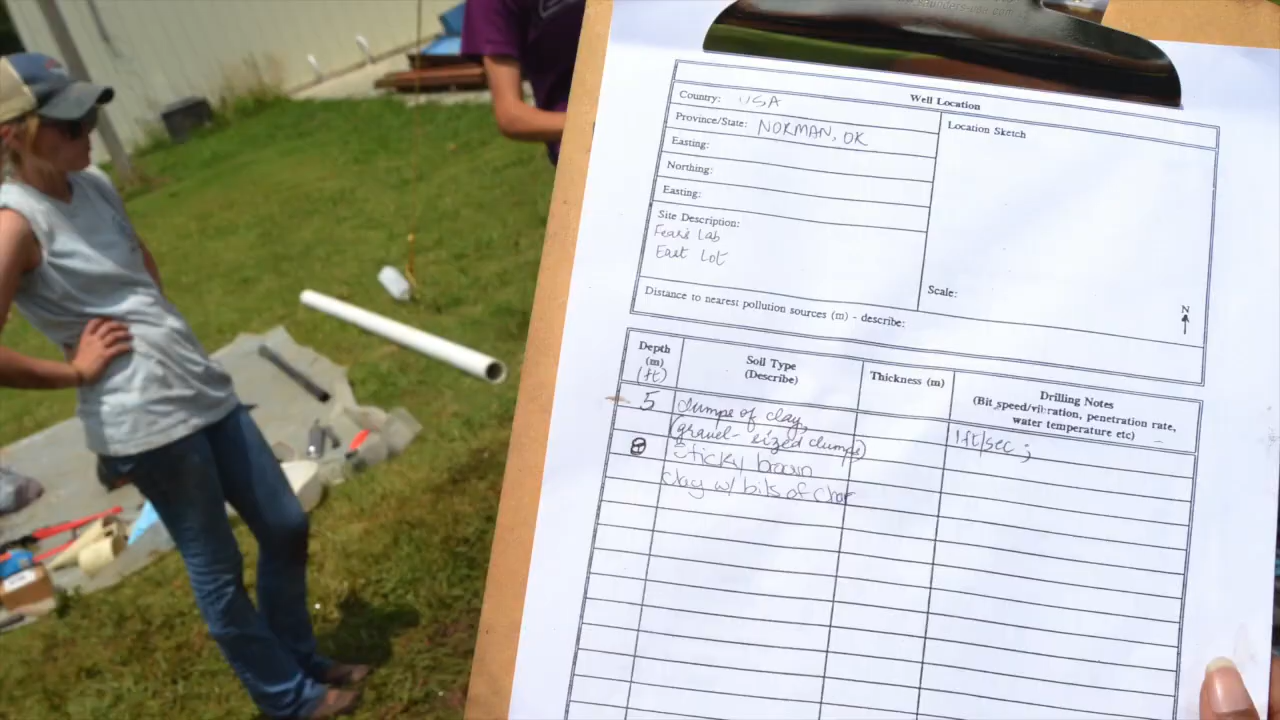 Well Location
Country: USA
Province/State: NORMAN, OK
Easting:
Northing:
Easting:
Site Description:
Fears Lab
East Lot
Distance to nearest pollution sources (m) - describe:
Location Sketch
Scale:
N
Depth
(m)
(ft)
Soil Type
(Describe)
Thickness (m)
Drilling Notes
(Bit speed/vibration, penetration rate,
water temperature etc)
5
clumps of clay,
(gravel-sized clumps)
1ft/sec;
8
Sticky brown
clay w/ bits of